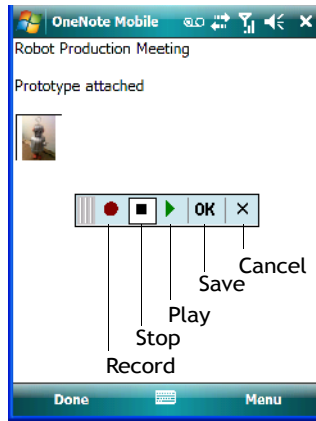 OneNote Mobile
Robot Production Meeting
Prototype attached
OK
Cancel
Save
Play
Stop
Record
Done
Menu